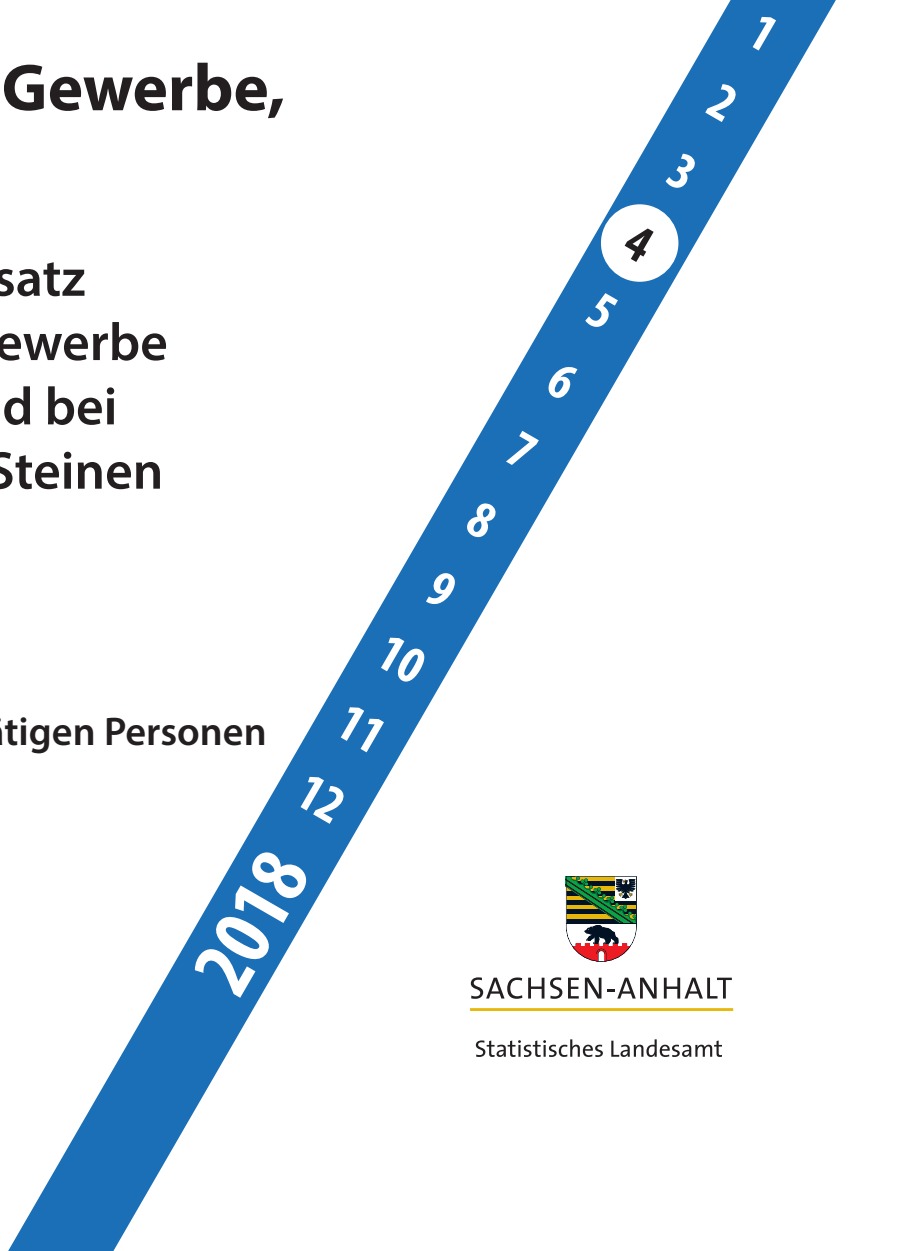 Gewerbe,
satz
ewerbe
d bei
Steinen
ätigen Personen
1
2
3
4
5
6
7
8
9
10
11
12
2018
SACHSEN-ANHALT
Statistisches Landesamt